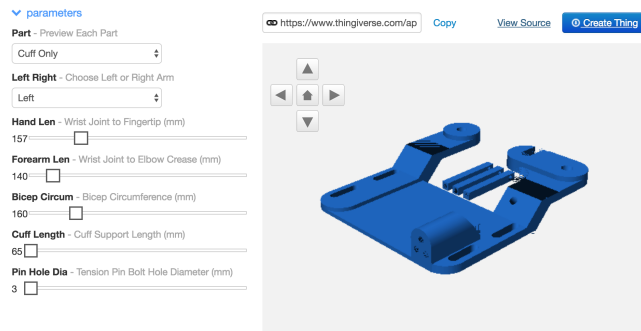 parameters
Part - Preview Each Part
Cuff Only
Left Right - Choose Left or Right Arm
Left
Hand Len - Wrist Joint to Fingertip (mm)
157
Forearm Len - Wrist Joint to Elbow Crease (mm)
140
Bicep Circum - Bicep Circumference (mm)
160
Cuff Length - Cuff Support Length (mm)
65
Pin Hole Dia - Tension Pin Bolt Hole Diameter (mm)
3
https://www.thingiverse.com/ap Copy View Source Create Thing